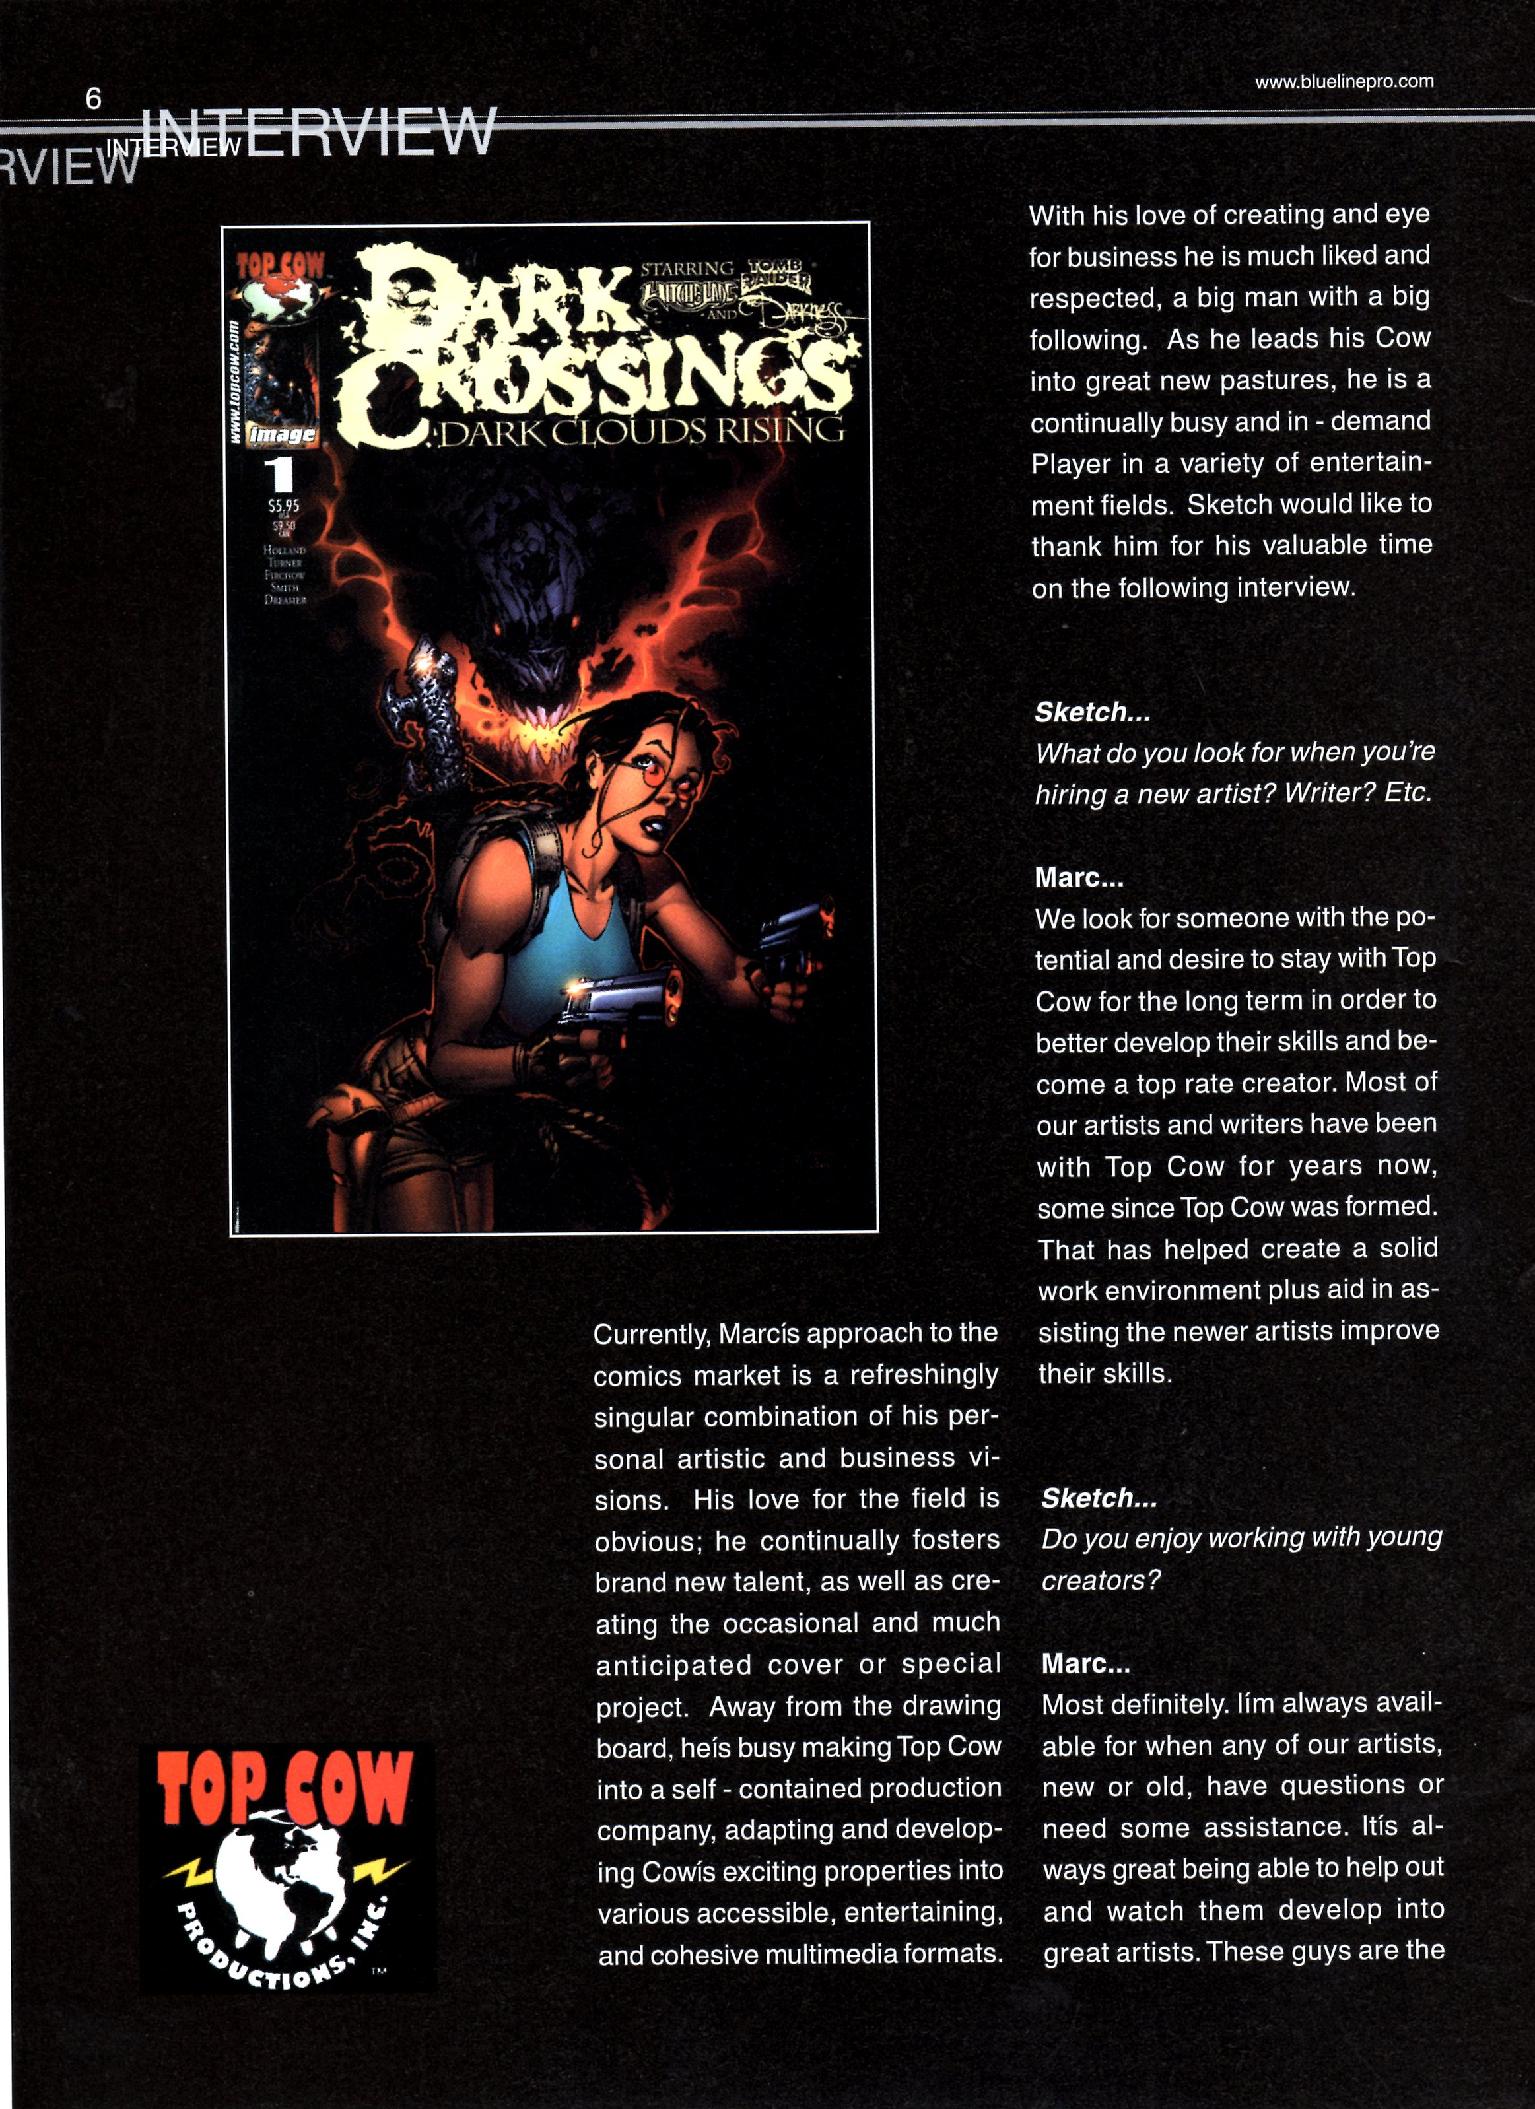 www.bluelinepro.com
6
INTERVIEW
INTERVIEW
RVIEW
TOP COW
www.topcow.com
image
1
$5.95
USA
$9.50
CAN
HOLLAND
TURNER
FIRCHOW
SMITH
DREAMER
DARK
CROSSINGS
:DARK CLOUDS RISING
STARRING
WITCHBLADE
TOMB
RAIDER
AND
DARKNESS
Currently, Marcís approach to the
comics market is a refreshingly
singular combination of his per-
sonal artistic and business vi-
sions. His love for the field is
obvious; he continually fosters
brand new talent, as well as cre-
ating the occasional and much
anticipated cover or special
project. Away from the drawing
board, heís busy making Top Cow
into a self - contained production
company, adapting and develop-
ing Cowís exciting properties into
various accessible, entertaining,
and cohesive multimedia formats.
With his love of creating and eye
for business he is much liked and
respected, a big man with a big
following. As he leads his Cow
into great new pastures, he is a
continually busy and in - demand
Player in a variety of entertain-
ment fields. Sketch would like to
thank him for his valuable time
on the following interview.
Sketch...
What do you look for when you're
hiring a new artist? Writer? Etc.
Marc...
We look for someone with the po-
tential and desire to stay with Top
Cow for the long term in order to
better develop their skills and be-
come a top rate creator. Most of
our artists and writers have been
with Top Cow for years now,
some since Top Cow was formed.
That has helped create a solid
work environment plus aid in as-
sisting the newer artists improve
their skills.
Sketch...
Do you enjoy working with young
creators?
Marc...
Most definitely. Iím always avail-
able for when any of our artists,
new or old, have questions or
need some assistance. Itís al-
ways great being able to help out
and watch them develop into
great artists. These guys are the
TOP COW
PRODUCTIONS, INC.
TM